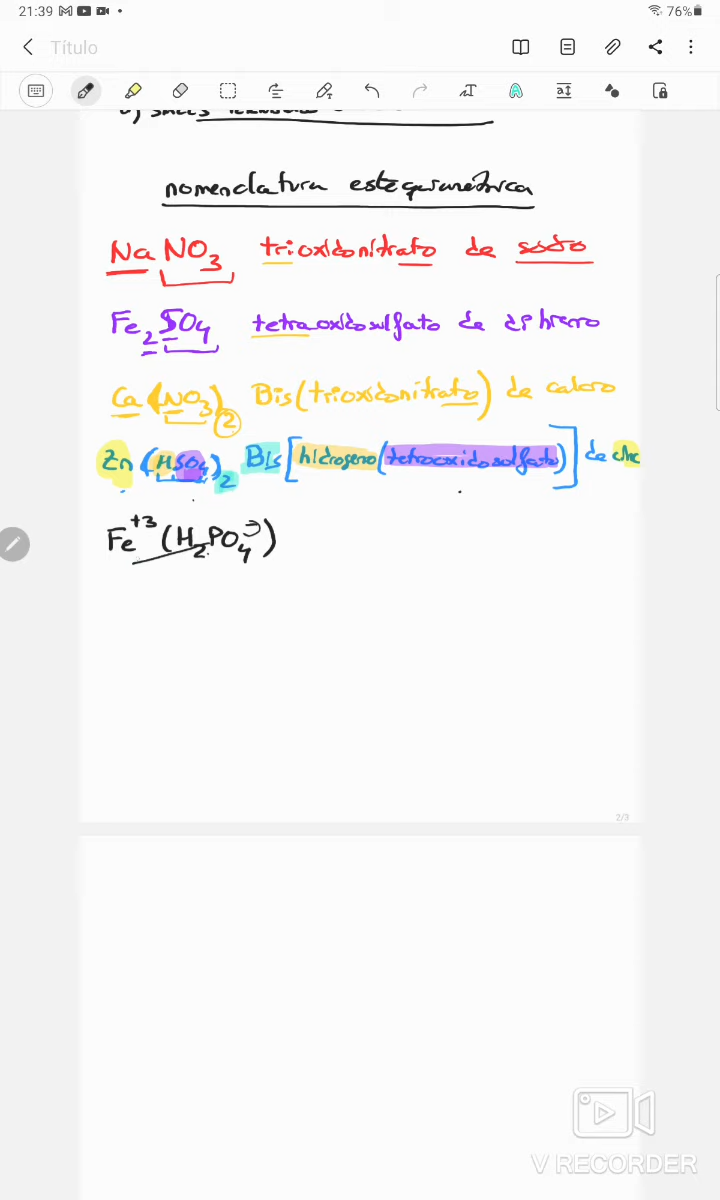 21:39 76%
Título
nomenclatura estequiométrica
NaNO3 trioxidonitrato de sodio
Fe2SO4 tetraoxidosulfato de dihierro
Ca(NO3)2 Bis(trioxidonitrato) de calcio
Zn(HSO4)2 Bis[hidrogeno(tetraoxidosulfato)] de
Fe+3(H2PO4-)
2/3
V RECORDER